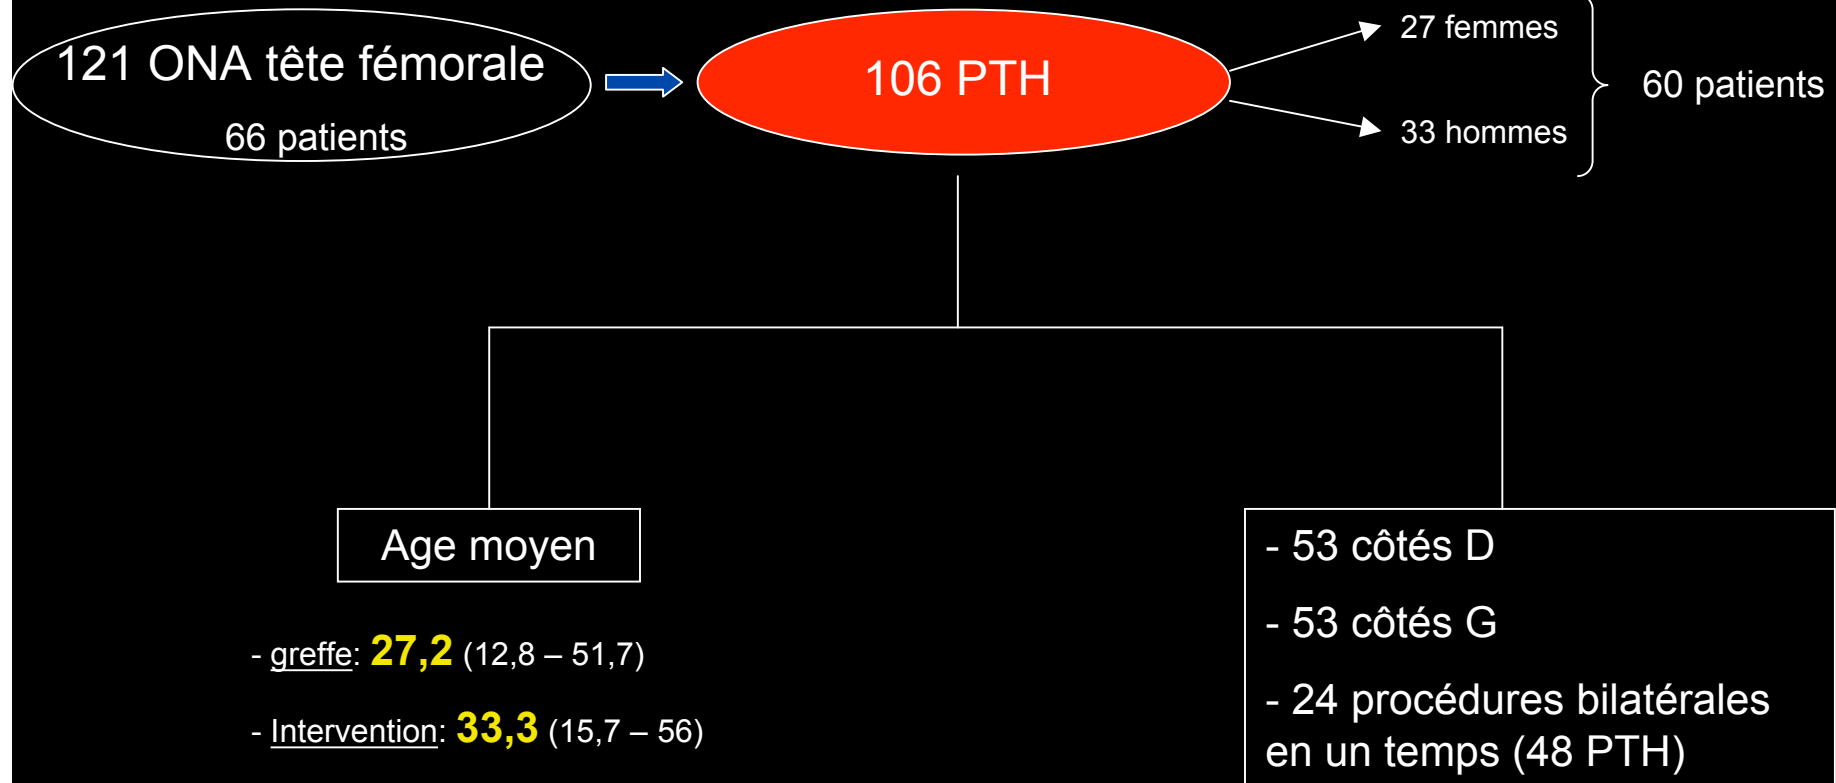 121 ONA tête fémorale
66 patients
106 PTH
27 femmes
33 hommes
60 patients
Age moyen
- greffe: 27,2 (12,8 – 51,7)
- Intervention: 33,3 (15,7 – 56)
- 53 côtés D
- 53 côtés G
- 24 procédures bilatérales
en un temps (48 PTH)